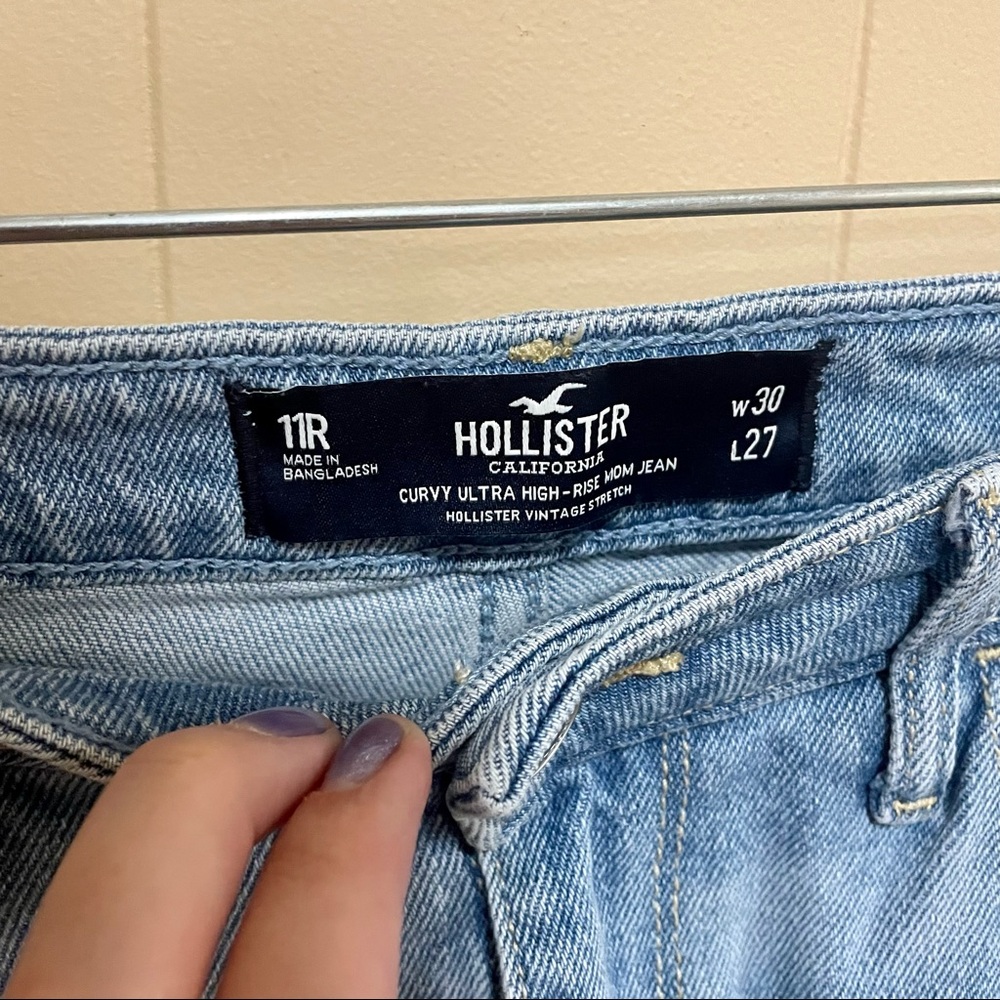 11R
MADE IN
BANGLADESH
HOLLISTER
CALIFORNIA
CURVY ULTRA HIGH-RISE MOM JEAN
HOLLISTER VINTAGE STRETCH
W30
L27